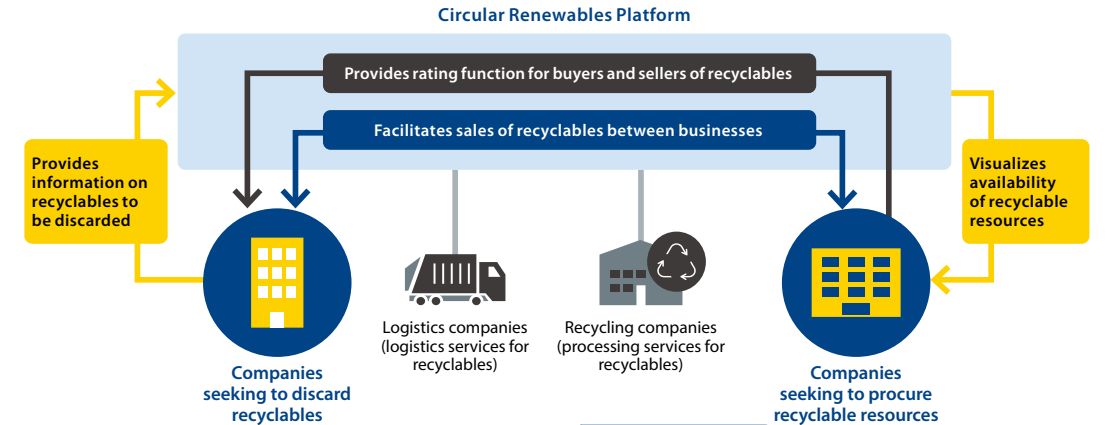 Circular Renewables Platform
Provides rating function for buyers and sellers of recyclables
Facilitates sales of recyclables between businesses
Provides
information on
recyclables to
be discarded
Visualizes
availability
of recyclable
resources
Logistics companies
(logistics services for
recyclables)
Recycling companies
(processing services for
recyclables)
Companies
seeking to discard
recyclables
Companies
seeking to procure
recyclable resources